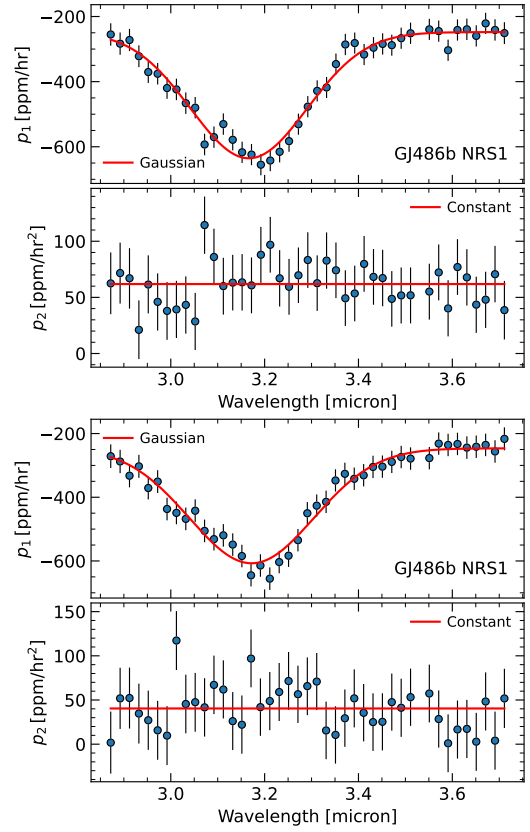 −200
−400
−600
p₁ [ppm/hr]
Gaussian
GJ486b NRS1
100
50
0
p₂ [ppm/hr²]
Constant
3.0 3.2 3.4 3.6
Wavelength [micron]
−200
−400
−600
p₁ [ppm/hr]
Gaussian
GJ486b NRS1
150
100
50
0
p₂ [ppm/hr²]
Constant
3.0 3.2 3.4 3.6
Wavelength [micron]